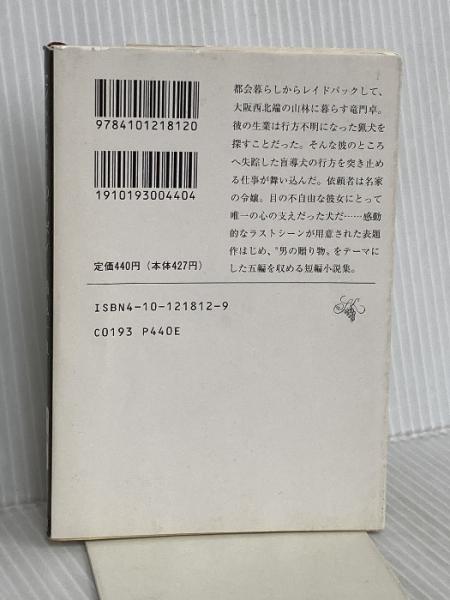 9784101218120
1910193004404
定価440円(本体427円)
ISBN4-10-121812-9
C0193 P440E
都会暮らしからレイドバックして、
大阪西北端の山林に暮らす竜門卓。
彼の生業は行方不明になった猟犬を
探すことだった。そんな彼のところ
へ失踪した盲導犬の行方を突き止め
る仕事が舞い込んだ。依頼者は名家
の令嬢。目の不自由な彼女にとって
唯一の心の支えだった犬だ……感動
的なラストシーンが用意された表題
作はじめ、〝男の贈り物〟をテーマに
した五編を収める短編小説集。